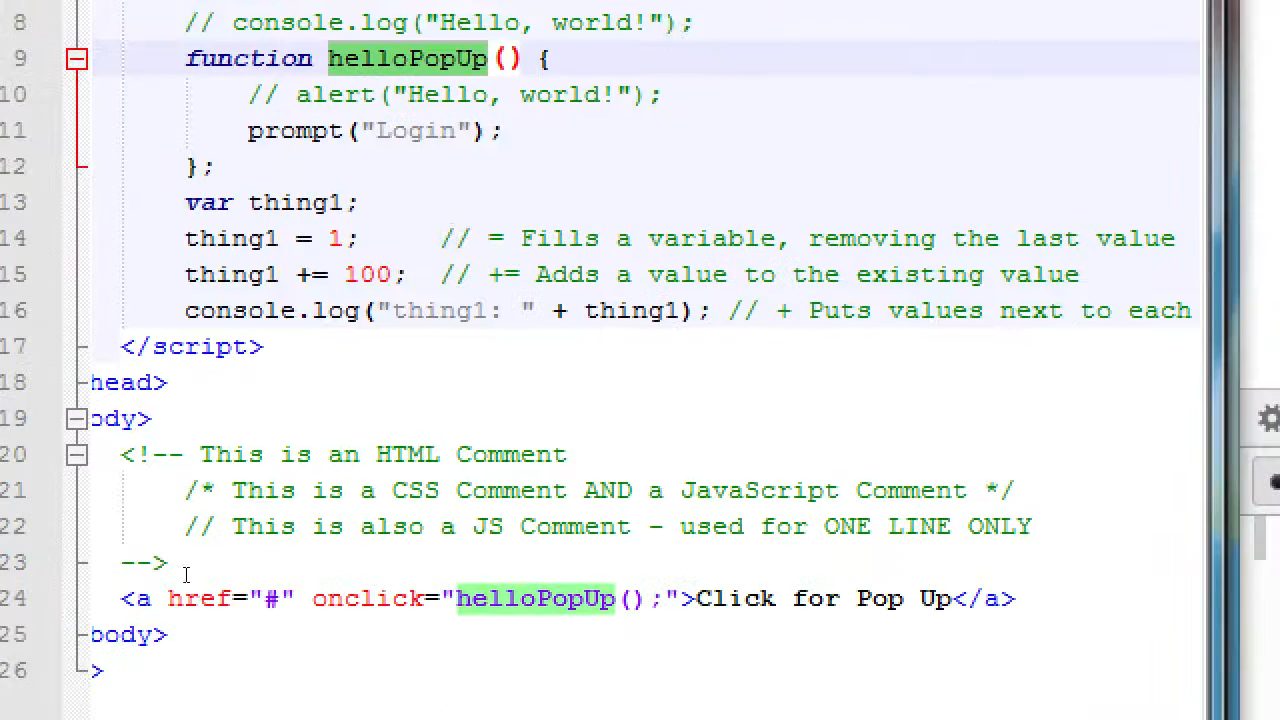 8 // console.log("Hello, world!");
9 function helloPopUp() {
10 // alert("Hello, world!");
11 prompt("Login");
12 };
13 var thing1;
14 thing1 = 1; // = Fills a variable, removing the last value
15 thing1 += 100; // += Adds a value to the existing value
16 console.log("thing1: " + thing1); // + Puts values next to each
17 </script>
18 head>
19 ody>
20 <!-- This is an HTML Comment
21 /* This is a CSS Comment AND a JavaScript Comment */
22 // This is also a JS Comment - used for ONE LINE ONLY
23 -->
24 <a href="#" onclick="helloPopUp();">Click for Pop Up</a>
25 body>
26 >